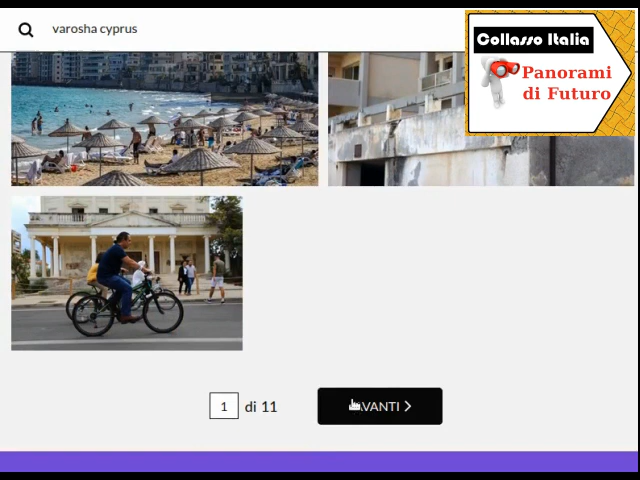 varosha cyprus
Collasso Italia
Panorami
di Futuro
1 di 11
AVANTI